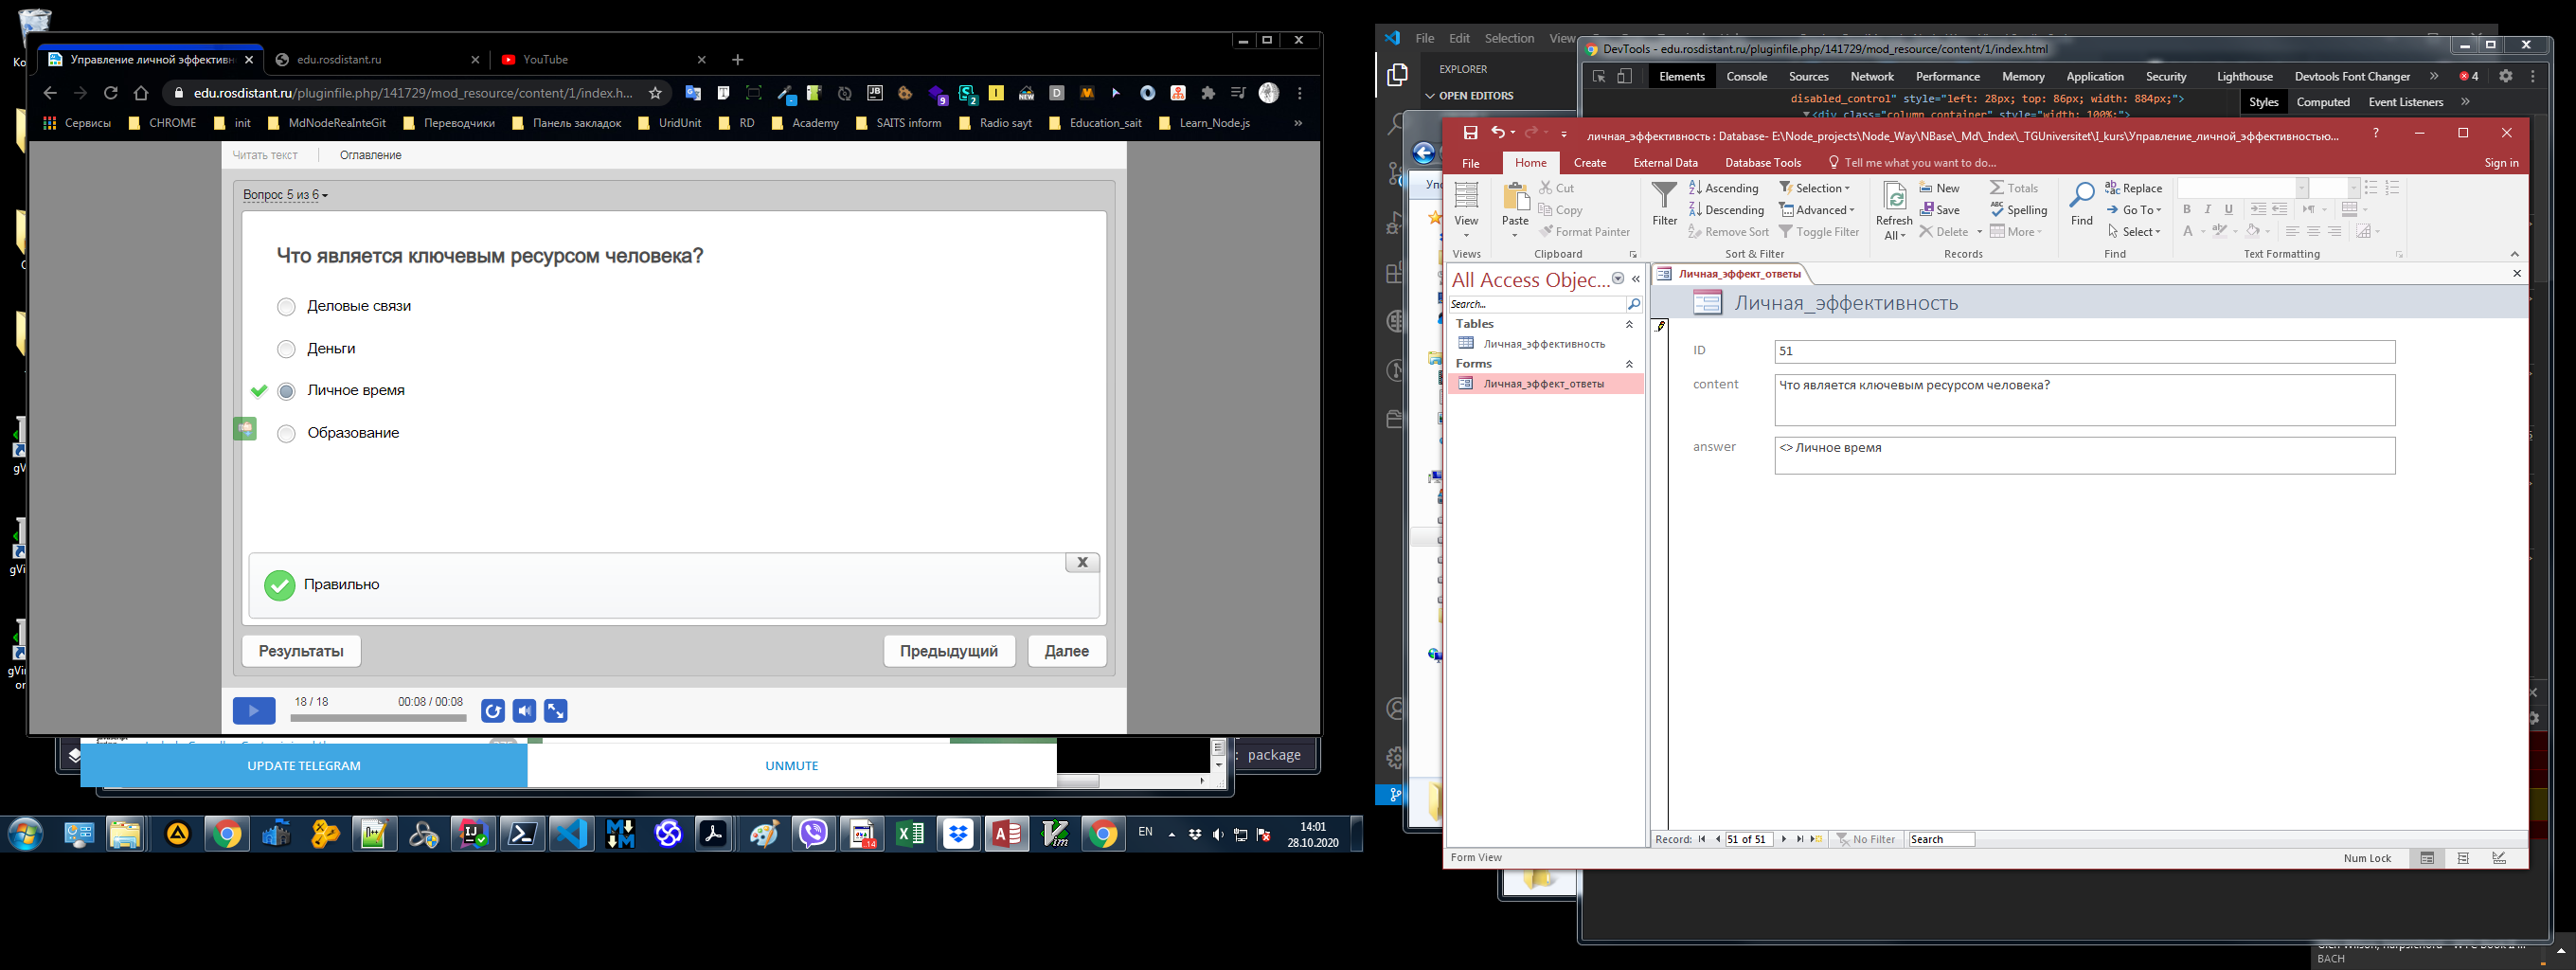 Управление личной эффективн
edu.rosdistant.ru
YouTube
edu.rosdistant.ru/pluginfile.php/141729/mod_resource/content/1/index.h...
Сервисы
CHROME
init
MdNodeReaInteGit
Переводчики
Панель закладок
UridUnit
RD
Academy
SAITS inform
Radio sayt
Education_sait
Learn_Node.js
Читать текст
Оглавление
Вопрос 5 из 6
Что является ключевым ресурсом человека?
Деловые связи
Деньги
Личное время
Образование
Правильно
Результаты
Предыдущий
Далее
18 / 18
00:08 / 00:08
UPDATE TELEGRAM
UNMUTE
: package
EN
14:01
28.10.2020
File
Edit
Selection
View
EXPLORER
OPEN EDITORS
DevTools - edu.rosdistant.ru/pluginfile.php/141729/mod_resource/content/1/index.html
Elements
Console
Sources
Network
Performance
Memory
Application
Security
Lighthouse
Devtools Font Changer
4
disabled_control" style="left: 28px; top: 86px; width: 884px;">
<div class="column container" style="width: 100%;">
Styles
Computed
Event Listeners
личная_эффективность : Database- E:\Node_projects\Node_Way\NBase\_Md\_Index\_TGUniversitet\I_kurs\Управление_личной_эффективностью...
File
Home
Create
External Data
Database Tools
Tell me what you want to do...
Sign in
View
Views
Paste
Cut
Copy
Format Painter
Clipboard
Filter
Ascending
Descending
Remove Sort
Selection
Advanced
Toggle Filter
Sort & Filter
Refresh
All
New
Save
Delete
Totals
Spelling
More
Records
Find
Replace
Go To
Select
Find
Text Formatting
All Access Objec...
Search...
Tables
Личная_эффективность
Forms
Личная_эффект_ответы
Личная_эффект_ответы
Личная_эффективность
ID
51
content
Что является ключевым ресурсом человека?
answer
<> Личное время
Record:
51 of 51
No Filter
Search
Form View
Num Lock
BACH